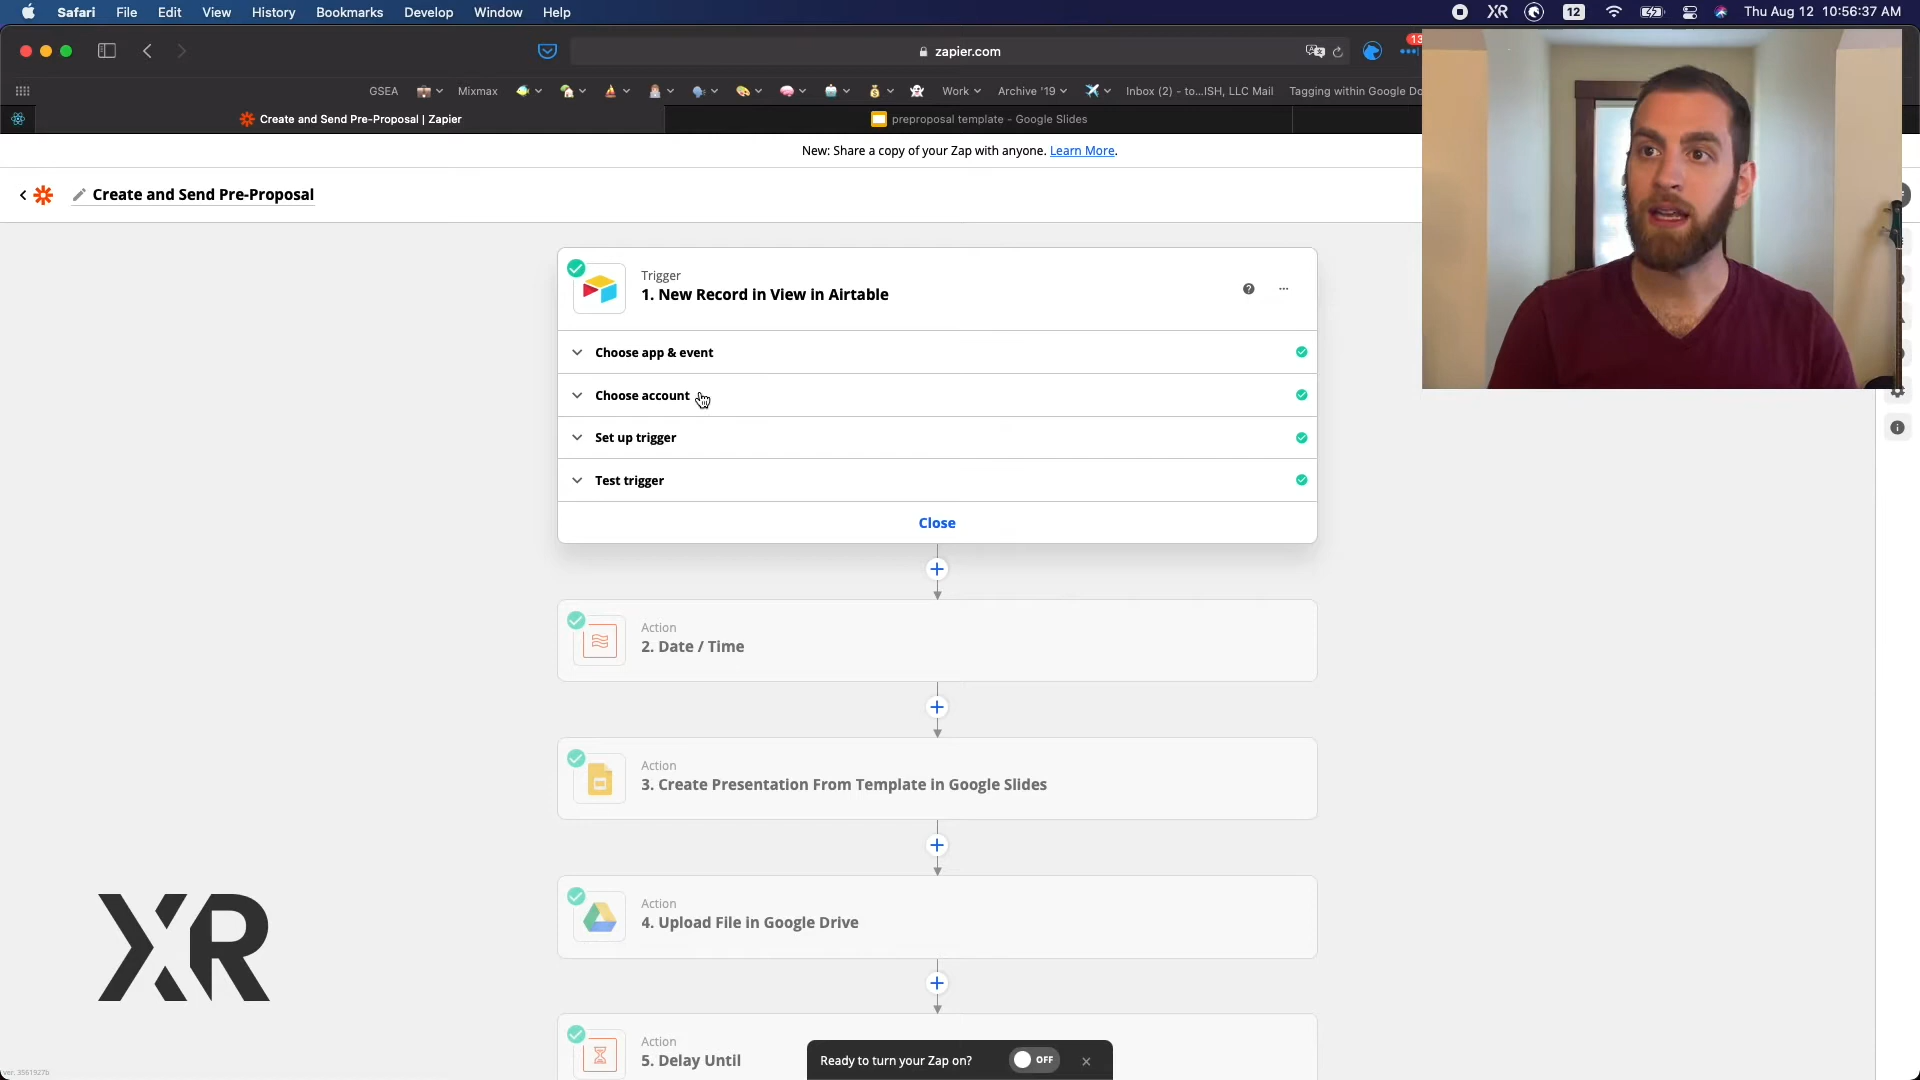 Safari File Edit View History Bookmarks Develop Window Help
XR 12 Thu Aug 12 10:56:37 AM
zapier.com
13
GSEA Mixmax Work Archive '19 Inbox (2) - to...ISH, LLC Mail Tagging within Google Do
Create and Send Pre-Proposal | Zapier
preproposal template - Google Slides
New: Share a copy of your Zap with anyone. Learn More.
Create and Send Pre-Proposal
Trigger
1. New Record in View in Airtable
Choose app & event
Choose account
Set up trigger
Test trigger
Close
Action
2. Date / Time
Action
3. Create Presentation From Template in Google Slides
Action
4. Upload File in Google Drive
Action
5. Delay Until
XR
Ready to turn your Zap on? OFF
ver. 3561927b